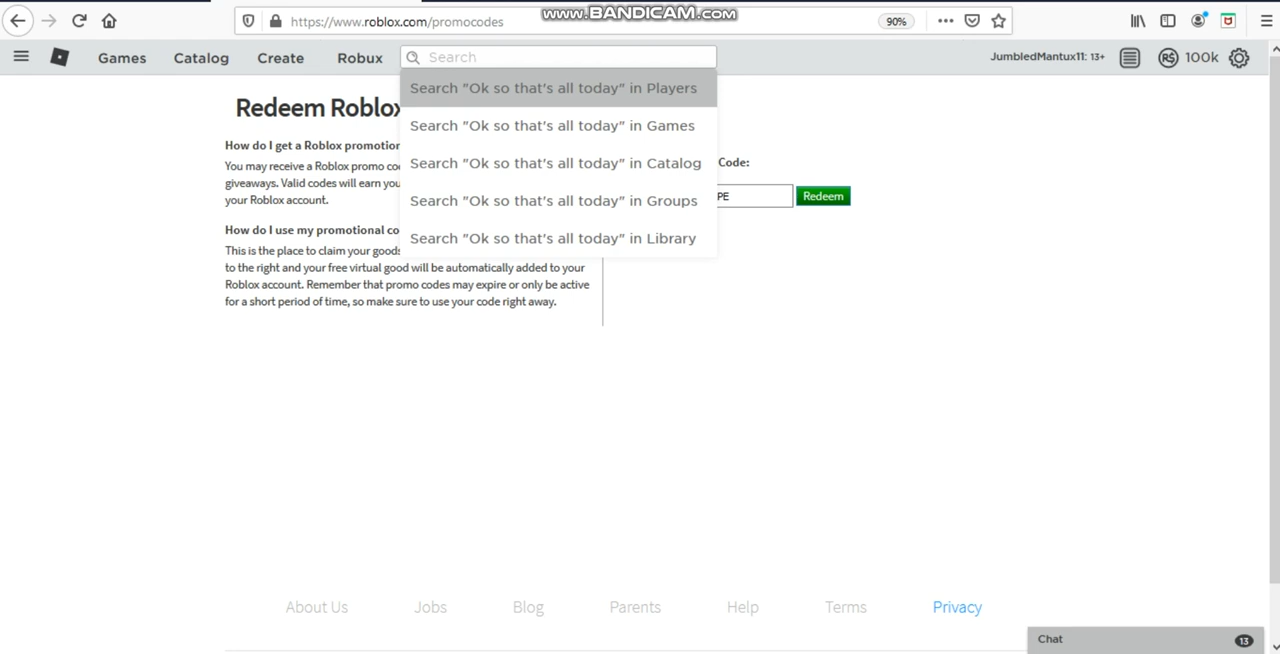 www.BANDICAM.com
https://www.roblox.com/promocodes
90%
Games
Catalog
Create
Robux
Search
JumbledMantux11: 13+
100k
Search "Ok so that's all today" in Players
Search "Ok so that's all today" in Games
Search "Ok so that's all today" in Catalog
Search "Ok so that's all today" in Groups
Search "Ok so that's all today" in Library
Redeem Roblox
How do I get a Roblox promotion
You may receive a Roblox promo co
giveaways. Valid codes will earn you
your Roblox account.
How do I use my promotional co
This is the place to claim your goods
to the right and your free virtual good will be automatically added to your
Roblox account. Remember that promo codes may expire or only be active
for a short period of time, so make sure to use your code right away.
Code:
PE
Redeem
About Us
Jobs
Blog
Parents
Help
Terms
Privacy
Chat
13